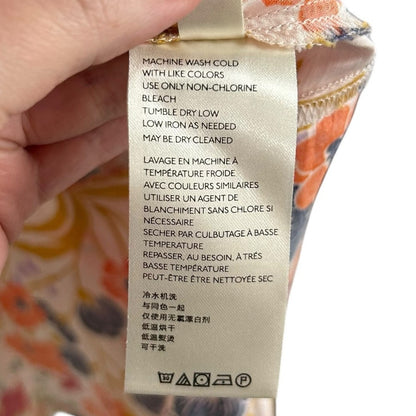 MACHINE WASH COLD
WITH LIKE COLORS
USE ONLY NON-CHLORINE
BLEACH
TUMBLE DRY LOW
LOW IRON AS NEEDED
MAY BE DRY CLEANED
LAVAGE EN MACHINE À
TEMPÉRATURE FROIDE
AVEC COULEURS SIMILAIRES
UTILISER UN AGENT DE
BLANCHIMENT SANS CHLORE SI
NÉCESSAIRE
SECHER PAR CULBUTAGE À BASSE
TEMPERATURE
REPASSER, AU BESOIN, À TRÉS
BASSE TEMPÉRATURE
PEUT-ÊTRE ÊTRE NETTOYÉE SEC
冷水机洗
与同色一起
仅使用无氯漂白剂
低温烘干
低温熨烫
可干洗